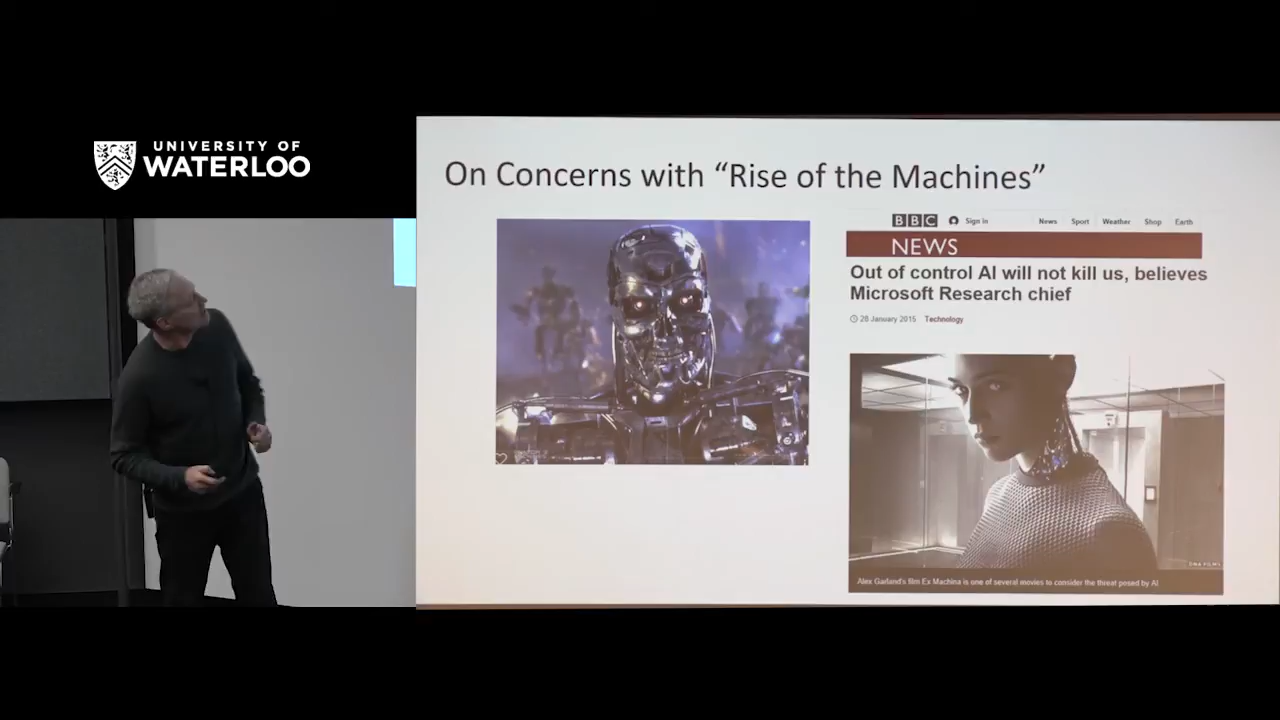 UNIVERSITY OF
WATERLOO
On Concerns with “Rise of the Machines”
BBC Sign in News Sport Weather Shop Earth
NEWS
Out of control AI will not kill us, believes
Microsoft Research chief
28 January 2015 Technology
DNA FILMS
Alex Garland's film Ex Machina is one of several movies to consider the threat posed by AI